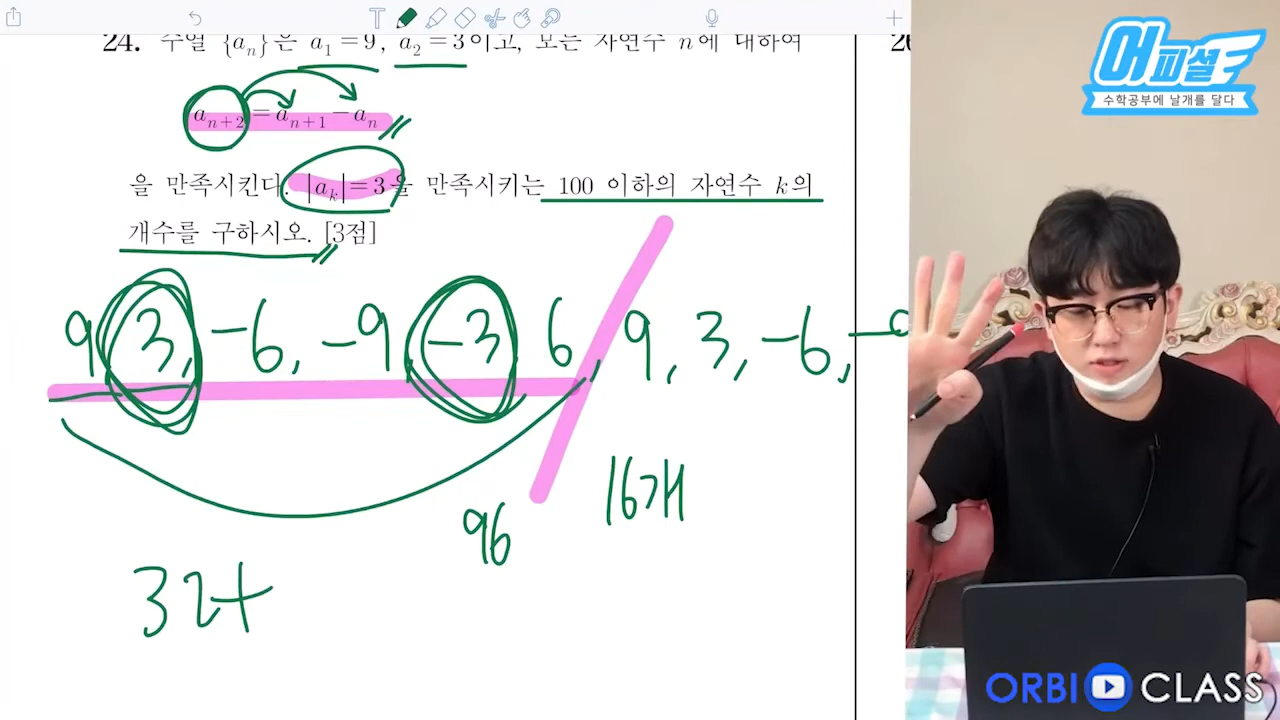 24. 수열 {aₙ}은 a₁=9, a₂=3이고, 모든 자연수 n에 대하여
aₙ₊₂=aₙ₊₁-aₙ
을 만족시킨다. |aₖ|=3을 만족시키는 100 이하의 자연수 k의
개수를 구하시오. [3점]
9 3, -6, -9, -3 6, 9, 3, -6, -9
96
16개
32+
26
어피셜
수학공부에 날개를 달다
ORBI CLASS